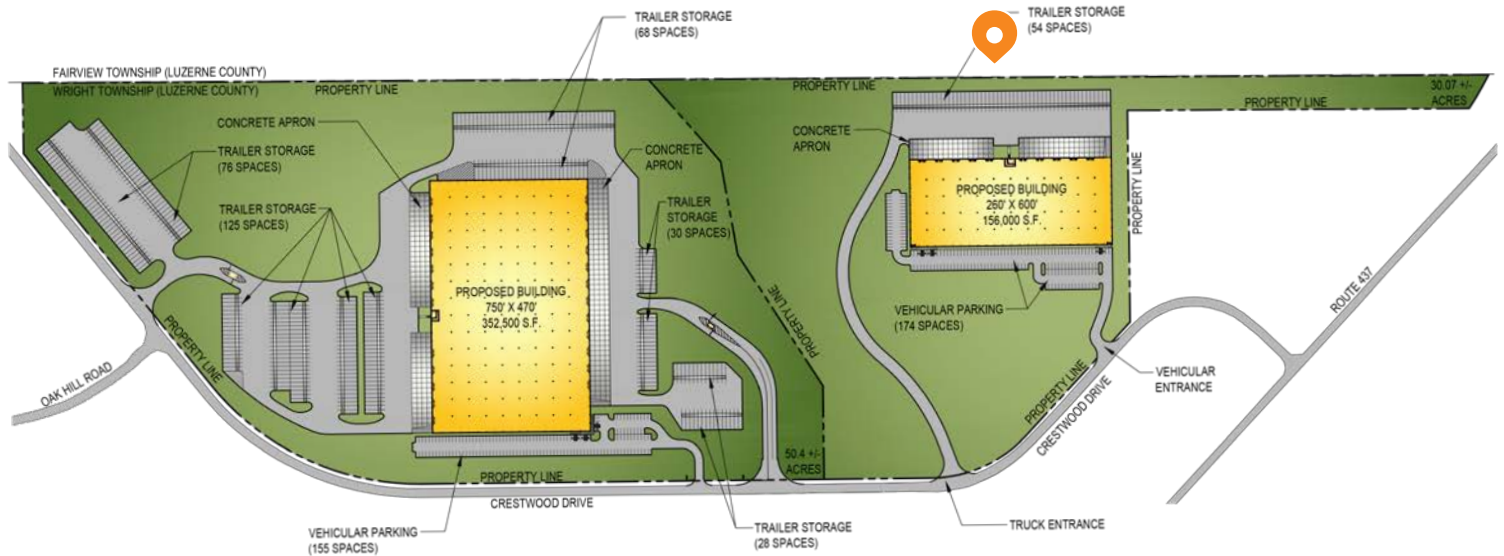 TRAILER STORAGE
(68 SPACES)
TRAILER STORAGE
(54 SPACES)
FAIRVIEW TOWNSHIP (LUZERNE COUNTY)
WRIGHT TOWNSHIP (LUZERNE COUNTY)
PROPERTY LINE
PROPERTY LINE
30.07 +/-
ACRES
PROPERTY LINE
CONCRETE APRON
CONCRETE
APRON
CONCRETE
APRON
TRAILER STORAGE
(76 SPACES)
PROPERTY LINE
TRAILER STORAGE
(125 SPACES)
TRAILER
STORAGE
(30 SPACES)
PROPOSED BUILDING
260' X 600'
156,000 S.F.
PROPOSED BUILDING
750' X 470'
352,500 S.F.
VEHICULAR PARKING
(174 SPACES)
ROUTE 437
PROPERTY LINE
PROPERTY LINE
OAK HILL ROAD
PROPERTY LINE
CRESTWOOD DRIVE
VEHICULAR
ENTRANCE
50.4 +/-
ACRES
PROPERTY LINE
CRESTWOOD DRIVE
VEHICULAR PARKING
(155 SPACES)
TRAILER STORAGE
(28 SPACES)
TRUCK ENTRANCE